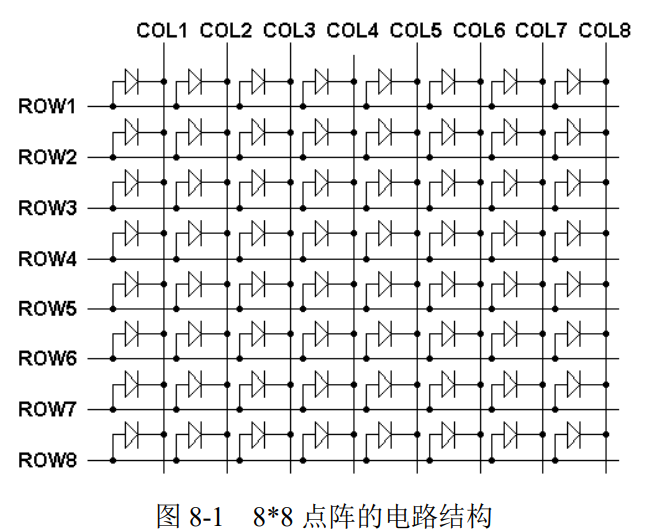 COL1 COL2 COL3 COL4 COL5 COL6 COL7 COL8
ROW1
ROW2
ROW3
ROW4
ROW5
ROW6
ROW7
ROW8
图 8-1 8*8 点阵的电路结构